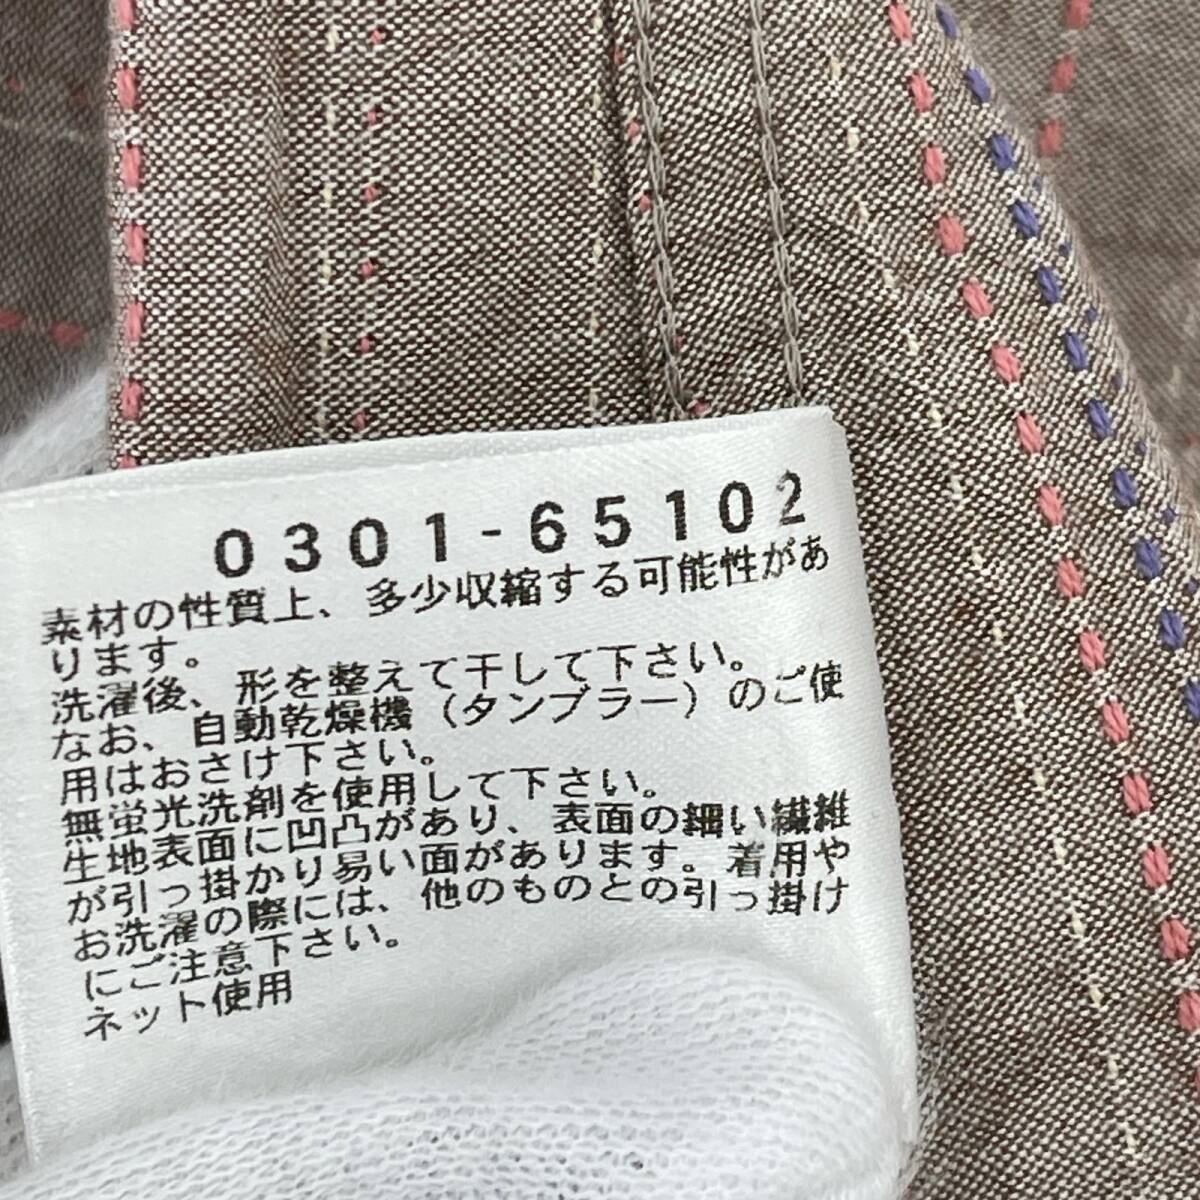 0301-65102
素材の性質上、多少収縮する可能性があ
ります。
洗濯後、形を整えて干して下さい。
なお、自動乾燥機（タンブラー）のご使
用はおさけ下さい。
無蛍光洗剤を使用して下さい。
生地表面に凹凸があり、表面の細い繊維
が引っ掛かり易い面があります。着用や
お洗濯の際には、他のものとの引っ掛け
にご注意下さい。
ネット使用